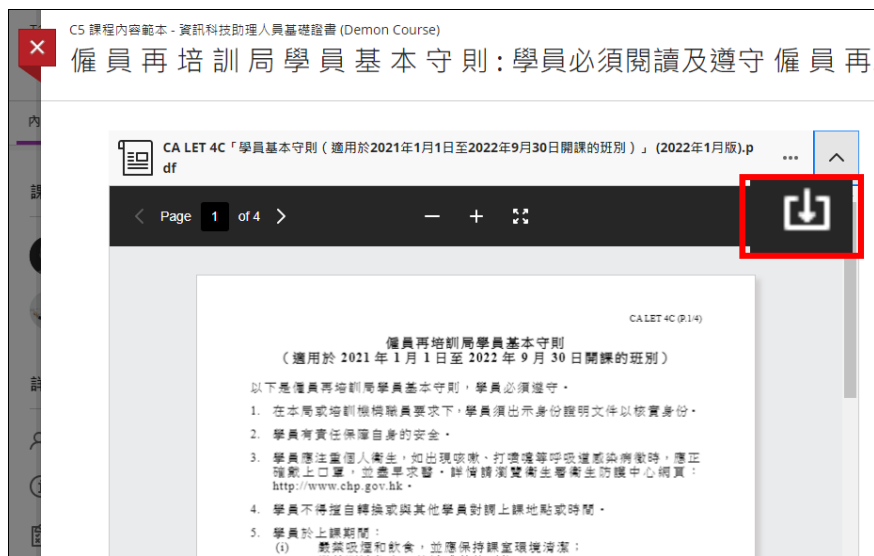 C5 課程內容範本 - 資訊科技助理人員基礎證書 (Demon Course)
僱員再培訓局學員基本守則:學員必須閱讀及遵守僱員再
內
課
詳
CA LET 4C「學員基本守則（適用於2021年1月1日至2022年9月30日開課的班別）」 (2022年1月版).p
df
Page 1 of 4
CA LET 4C (P.1/4)
僱員再培訓局學員基本守則
（適用於 2021 年 1 月 1 日至 2022 年 9 月 30 日開課的班別）
以下是僱員再培訓局學員基本守則，學員必須遵守。
1. 在本局或培訓機構職員要求下，學員須出示身份證明文件以核實身份。
2. 學員有責任保障自身的安全。
3. 學員應注重個人衞生，如出現咳嗽、打噴嚏等呼吸道感染病徵時，應正
確戴上口罩，並盡早求醫。詳情請瀏覽衞生署衞生防護中心網頁：
http://www.chp.gov.hk。
4. 學員不得擅自轉換或與其他學員對調上課地點或時間。
5. 學員於上課期間：
(i) 嚴禁吸煙和飲食，並應保持課室環境清潔；